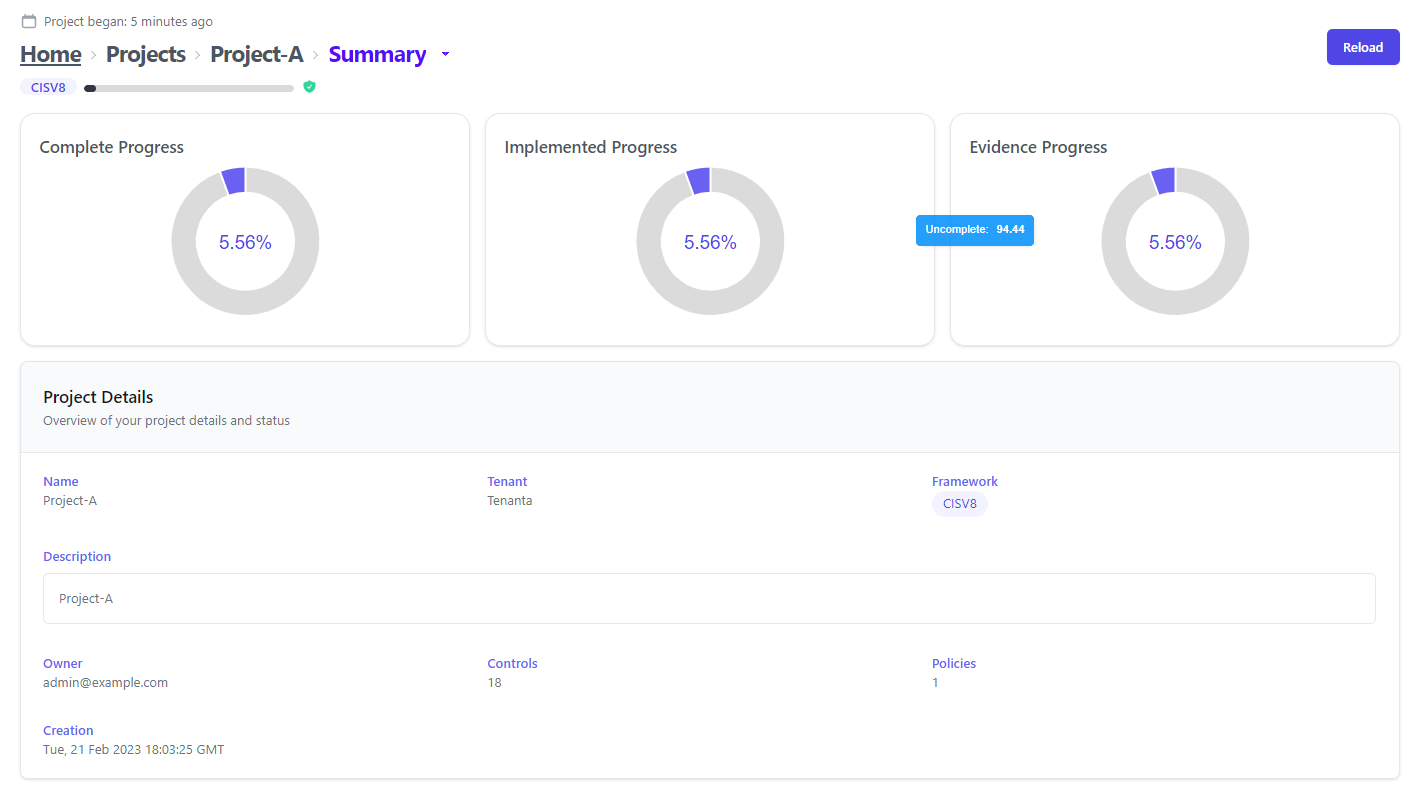 Project began: 5 minutes ago
Home > Projects > Project-A > Summary
Reload
CISV8
Complete Progress
5.56%
Implemented Progress
5.56%
Evidence Progress
5.56%
Uncomplete: 94.44
Project Details
Overview of your project details and status
Name
Project-A
Tenant
Tenanta
Framework
CISV8
Description
Project-A
Owner
admin@example.com
Controls
18
Policies
1
Creation
Tue, 21 Feb 2023 18:03:25 GMT